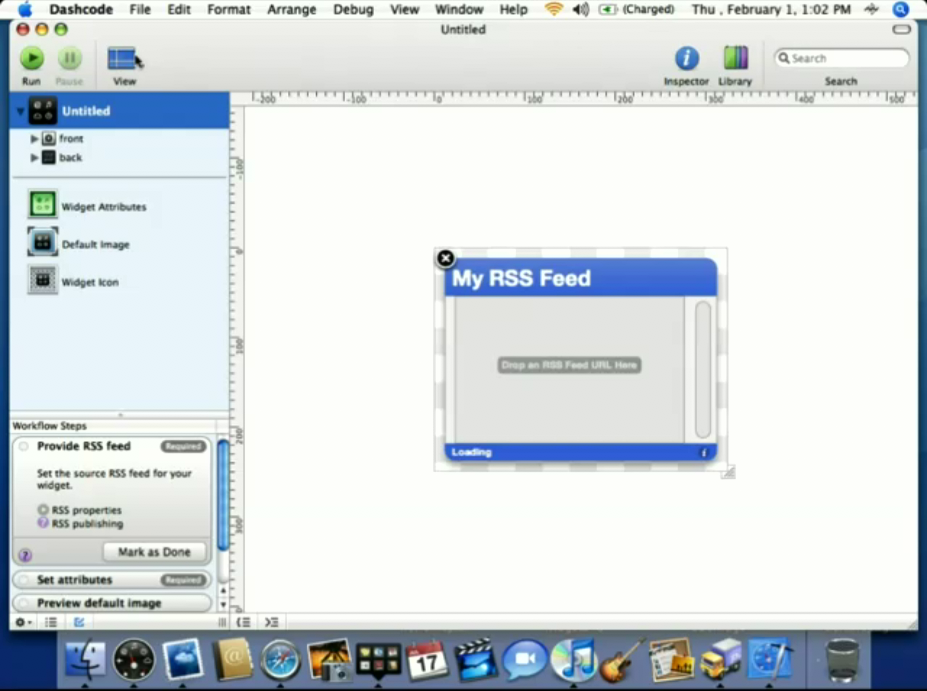 Dashcode File Edit Format Arrange Debug View Window Help (Charged) Thu , February 1, 1:02 PM
Untitled
Run Pause View Inspector Library Search
Search
-200 -100 0 100 200 300 400 500
Untitled
front
back
Widget Attributes
Default Image
Widget Icon
-100
0
100
200
300
My RSS Feed
Drop an RSS Feed URL Here
Loading
Workflow Steps
Provide RSS feed Required
Set the source RSS feed for your
widget.
RSS properties
RSS publishing
Mark as Done
Set attributes Required
Preview default image
17